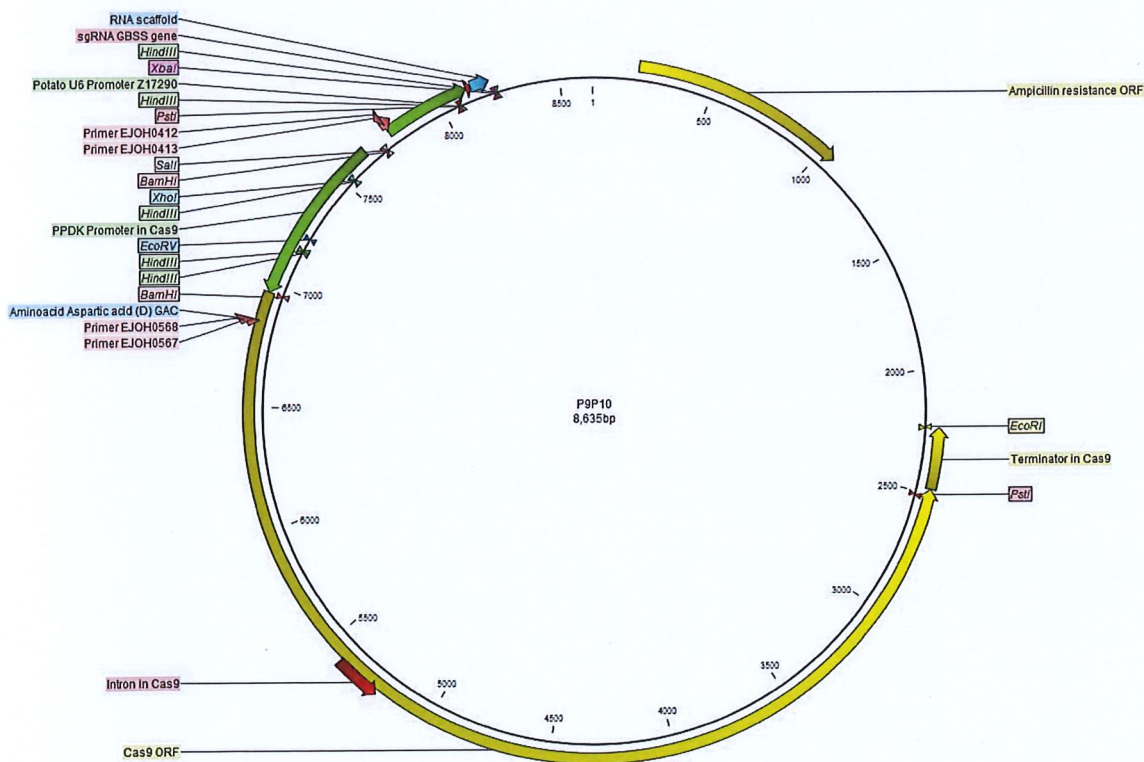 RNA scaffold
sgRNA GBSS gene
HindIII
XbaI
Potato U6 Promoter Z17290
HindIII
PstI
Primer EJOH0412
Primer EJOH0413
SalI
BamHI
XhoI
HindIII
PPDK Promoter in Cas9
EcoRV
HindIII
HindIII
BamHI
Aminoacid Aspartic acid (D) GAC
Primer EJOH0568
Primer EJOH0567
Intron in Cas9
Cas9 ORF
8500
1
500
1000
1500
2000
2500
3000
3500
4000
4500
5000
5500
6000
6500
7000
7500
8000
P9P10
8,635bp
Ampicillin resistance ORF
EcoRI
Terminator in Cas9
PstI